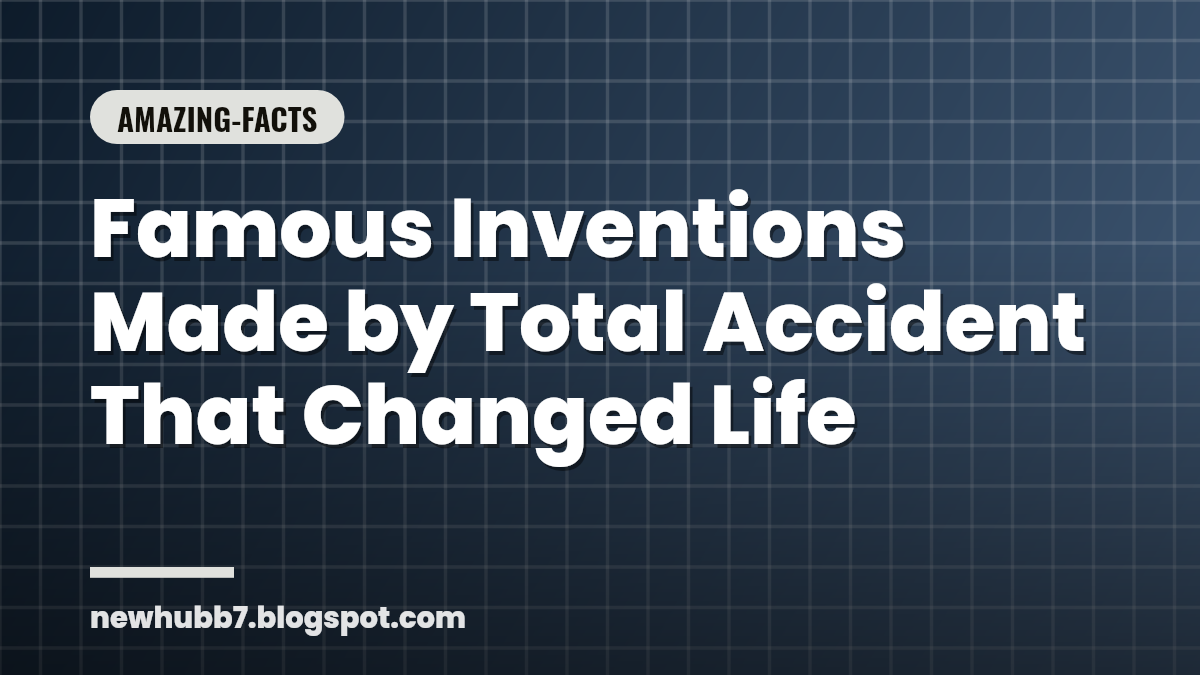 AMAZING-FACTS
Famous Inventions
Made by Total Accident
That Changed Life
newhubb7.blogspot.com